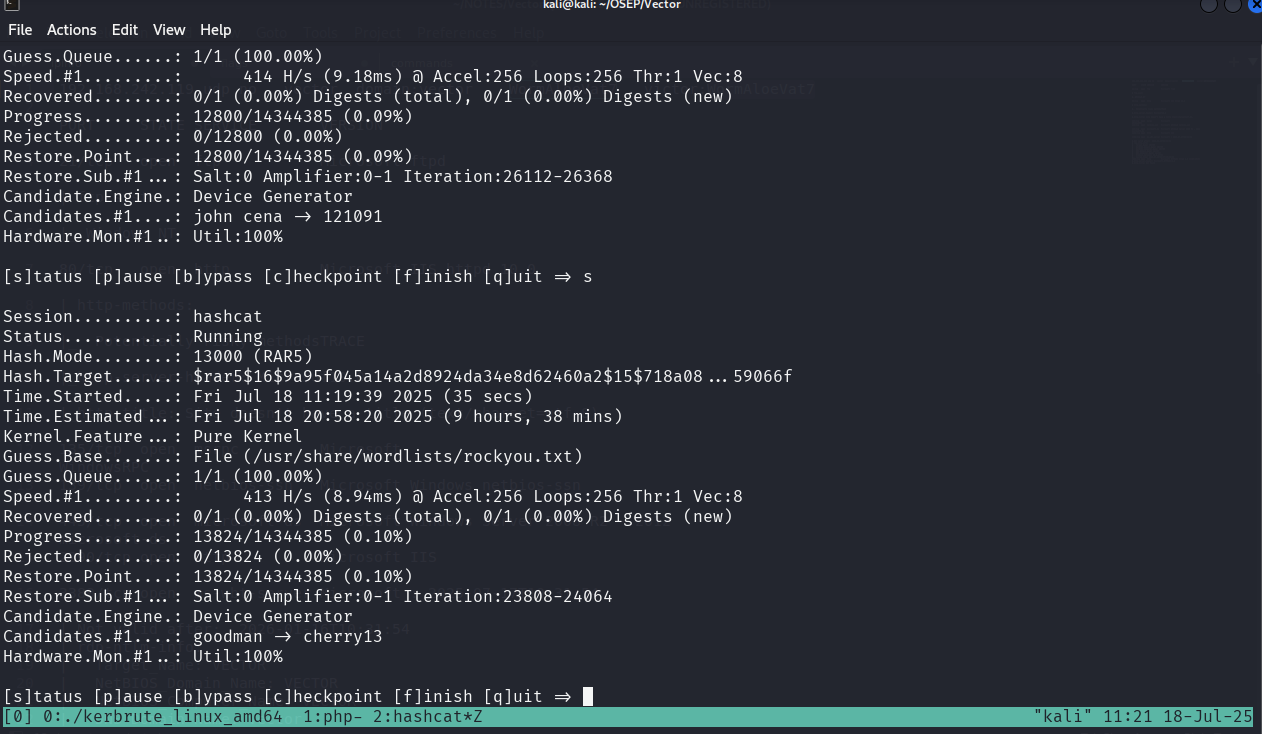 kali@kali: ~/OSEP/Vector
File Actions Edit View Help
Guess.Queue......: 1/1 (100.00%)
Speed.#1.........:      414 H/s (9.18ms) @ Accel:256 Loops:256 Thr:1 Vec:8
Recovered........: 0/1 (0.00%) Digests (total), 0/1 (0.00%) Digests (new)
Progress.........: 12800/14344385 (0.09%)
Rejected.........: 0/12800 (0.00%)
Restore.Point....: 12800/14344385 (0.09%)
Restore.Sub.#1...: Salt:0 Amplifier:0-1 Iteration:26112-26368
Candidate.Engine.: Device Generator
Candidates.#1....: john cena -> 121091
Hardware.Mon.#1..: Util:100%
[s]tatus [p]ause [b]ypass [c]heckpoint [f]inish [q]uit => s
Session..........: hashcat
Status...........: Running
Hash.Mode........: 13000 (RAR5)
Hash.Target......: $rar5$16$9a95f045a14a2d8924da34e8d62460a2$15$718a08...59066f
Time.Started.....: Fri Jul 18 11:19:39 2025 (35 secs)
Time.Estimated...: Fri Jul 18 20:58:20 2025 (9 hours, 38 mins)
Kernel.Feature...: Pure Kernel
Guess.Base.......: File (/usr/share/wordlists/rockyou.txt)
Guess.Queue......: 1/1 (100.00%)
Speed.#1.........:      413 H/s (8.94ms) @ Accel:256 Loops:256 Thr:1 Vec:8
Recovered........: 0/1 (0.00%) Digests (total), 0/1 (0.00%) Digests (new)
Progress.........: 13824/14344385 (0.10%)
Rejected.........: 0/13824 (0.00%)
Restore.Point....: 13824/14344385 (0.10%)
Restore.Sub.#1...: Salt:0 Amplifier:0-1 Iteration:23808-24064
Candidate.Engine.: Device Generator
Candidates.#1....: goodman -> cherry13
Hardware.Mon.#1..: Util:100%
[s]tatus [p]ause [b]ypass [c]heckpoint [f]inish [q]uit =>
[0] 0:./kerbrute_linux_amd64  1:php- 2:hashcat*Z "kali" 11:21 18-Jul-25